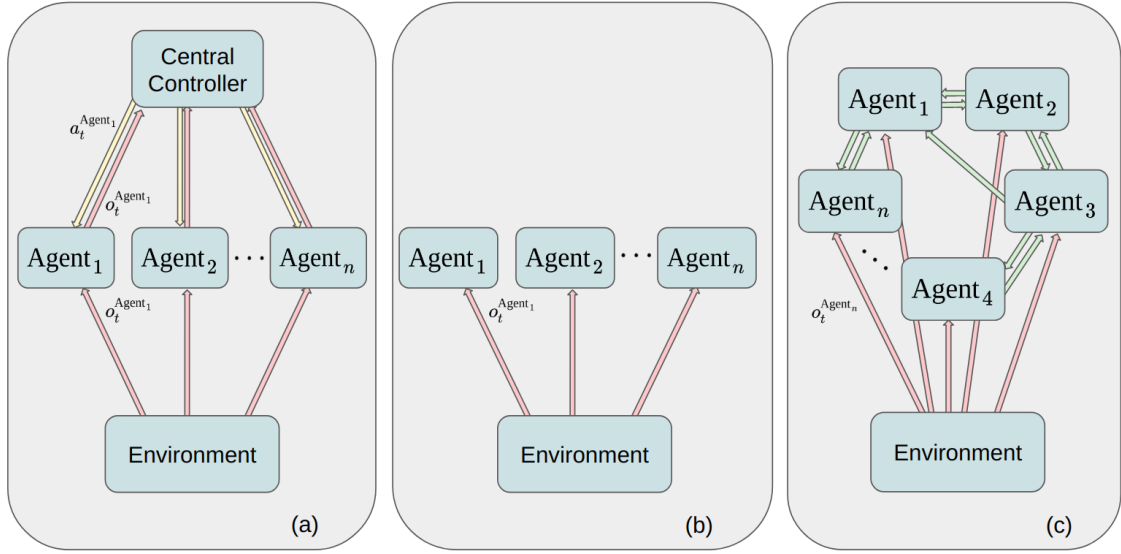 Central
Controller
a_t^{Agent_1}
o_t^{Agent_1}
Agent_1
Agent_2
...
Agent_n
o_t^{Agent_1}
Environment
(a)
Agent_1
Agent_2
...
Agent_n
o_t^{Agent_1}
Environment
(b)
Agent_1
Agent_2
Agent_n
Agent_3
...
Agent_4
o_t^{Agent_n}
Environment
(c)